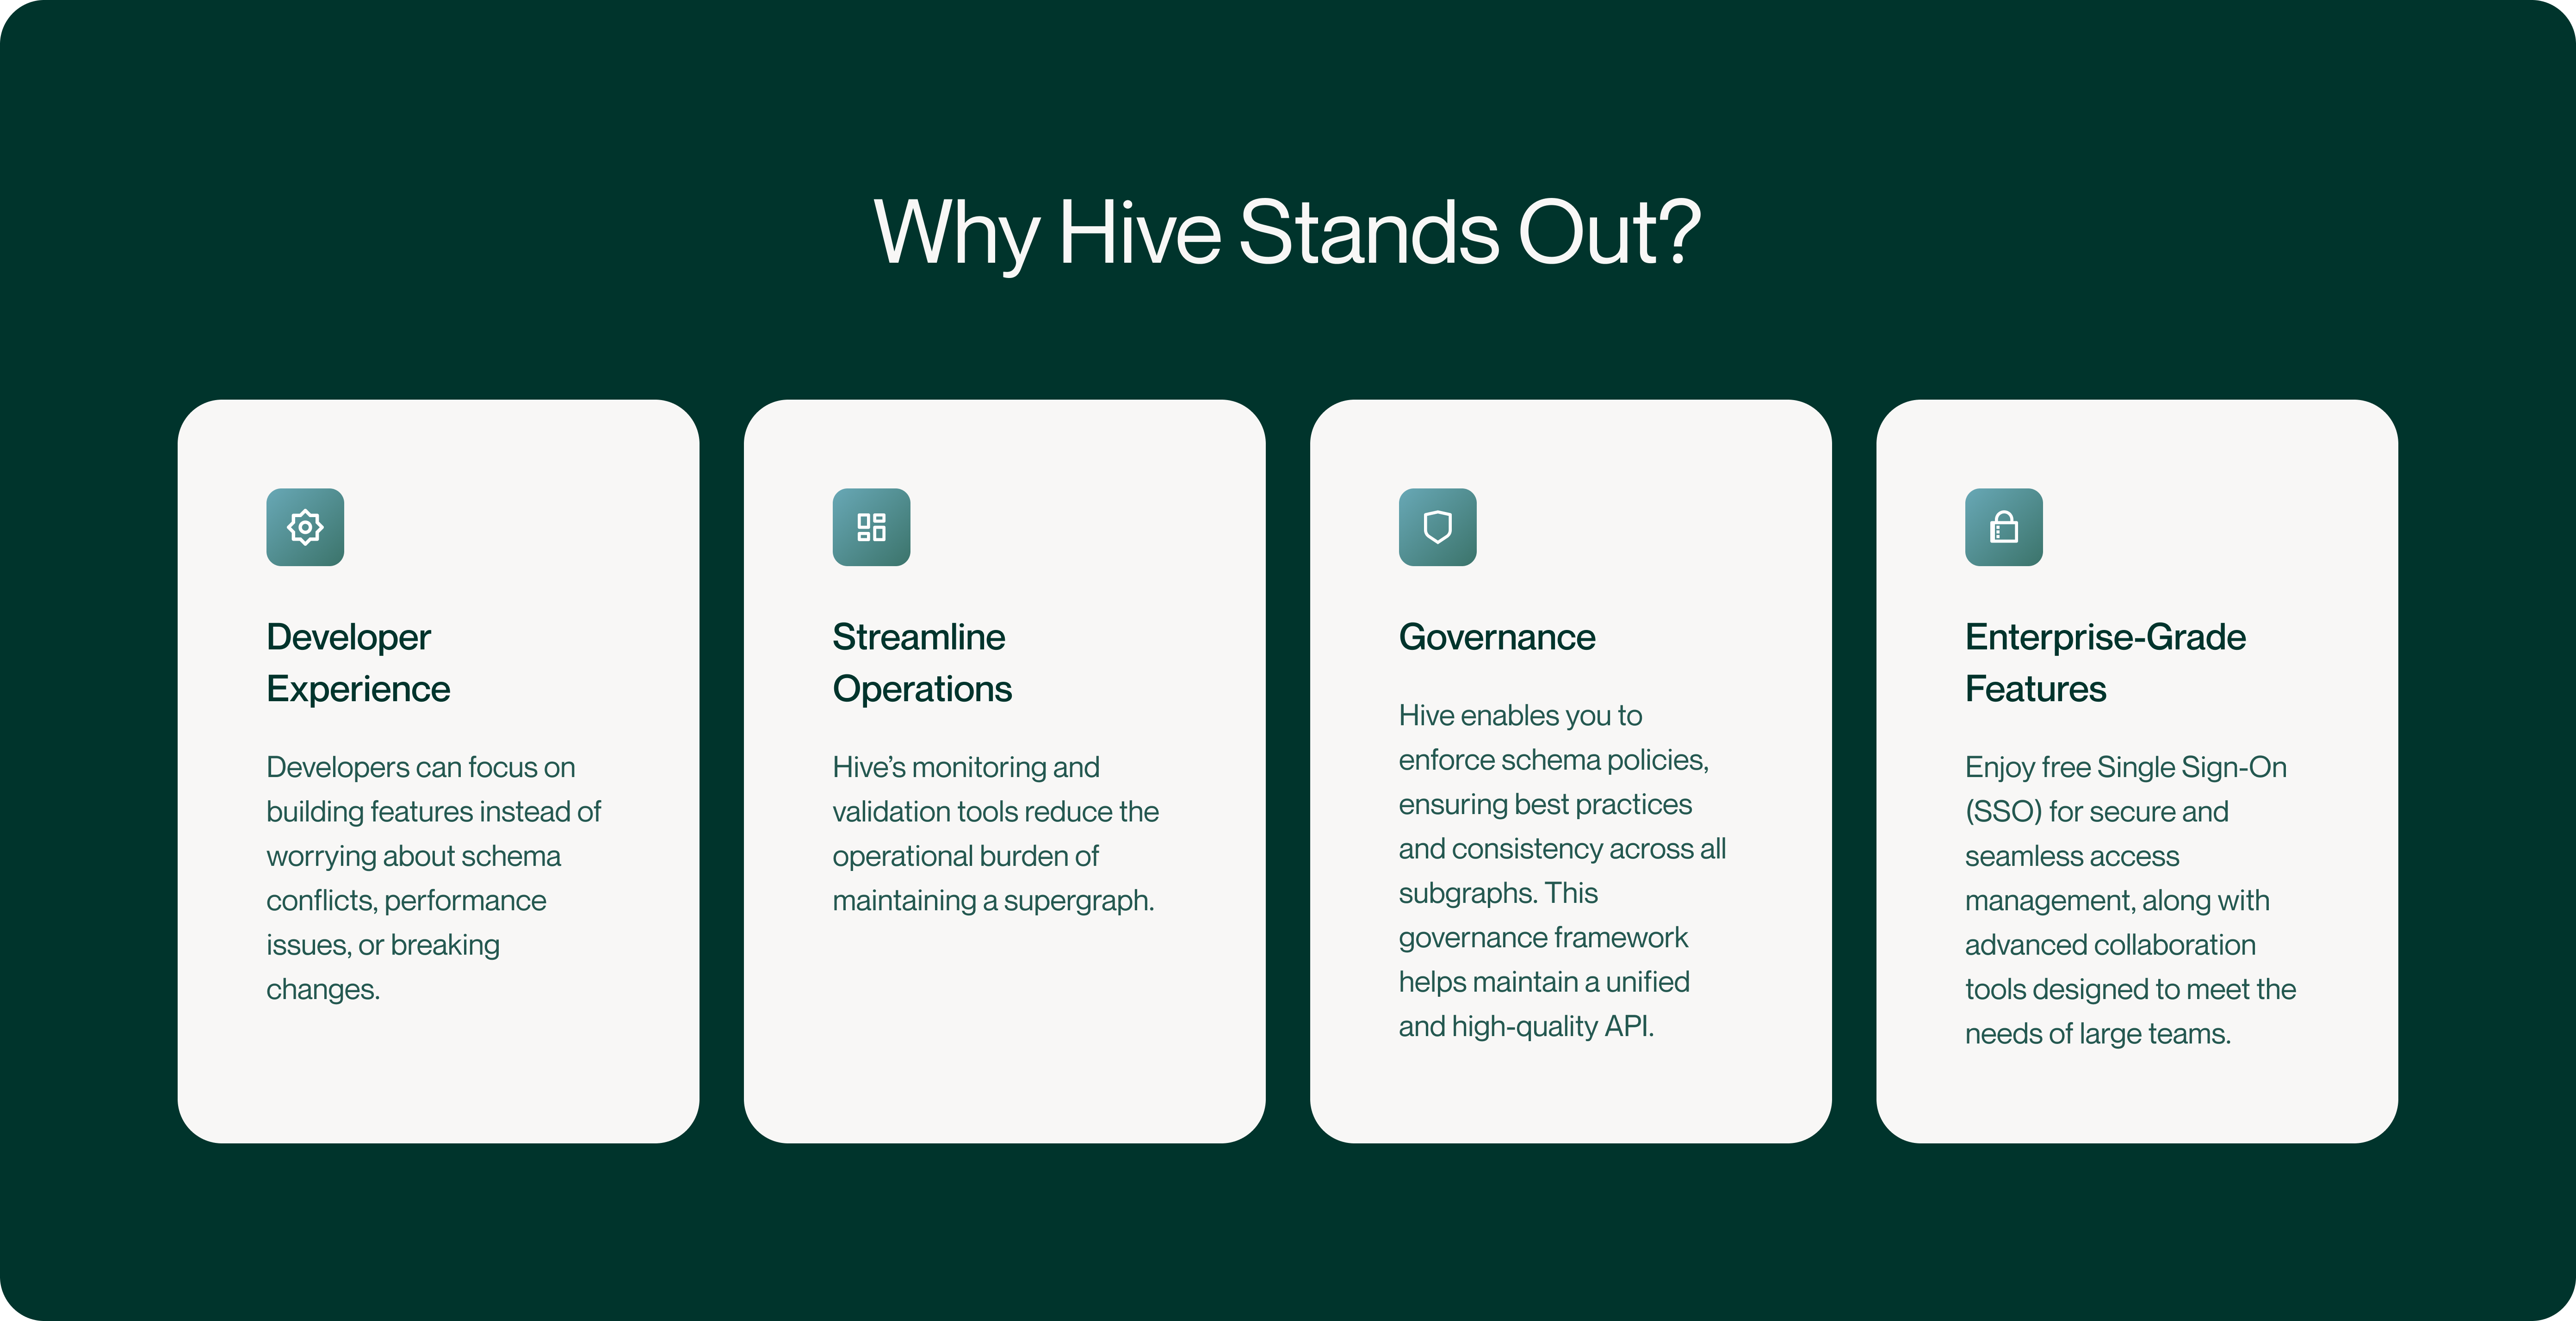 Why Hive Stands Out?
Developer
Experience
Developers can focus on
building features instead of
worrying about schema
conflicts, performance
issues, or breaking
changes.
Streamline
Operations
Hive’s monitoring and
validation tools reduce the
operational burden of
maintaining a supergraph.
Governance
Hive enables you to
enforce schema policies,
ensuring best practices
and consistency across all
subgraphs. This
governance framework
helps maintain a unified
and high-quality API.
Enterprise-Grade
Features
Enjoy free Single Sign-On
(SSO) for secure and
seamless access
management, along with
advanced collaboration
tools designed to meet the
needs of large teams.